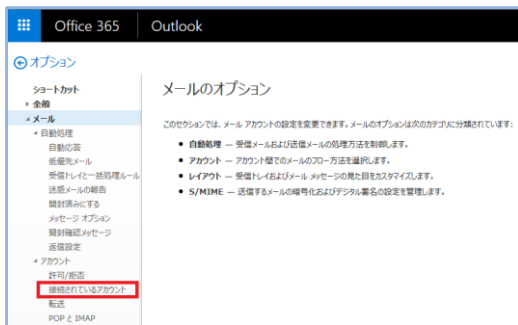 Office 365 Outlook
オプション
ショートカット
全般
メール
自動処理
自動応答
低優先メール
受信トレイと一括処理ルール
迷惑メールの報告
開封済みにする
メッセージ オプション
開封確認メッセージ
返信設定
アカウント
許可/拒否
接続されているアカウント
転送
POP と IMAP
メールのオプション
このセクションでは、メール アカウントの設定を変更できます。メールのオプションは次のカテゴリに分類されています:
• 自動処理 — 受信メールおよび送信メールの処理方法を制御します。
• アカウント — アカウント間でのメールのフロー方法を選択します。
• レイアウト — 受信トレイおよびメール メッセージの見た目をカスタマイズします。
• S/MIME — 送信するメールの暗号化およびデジタル署名の設定を管理します。